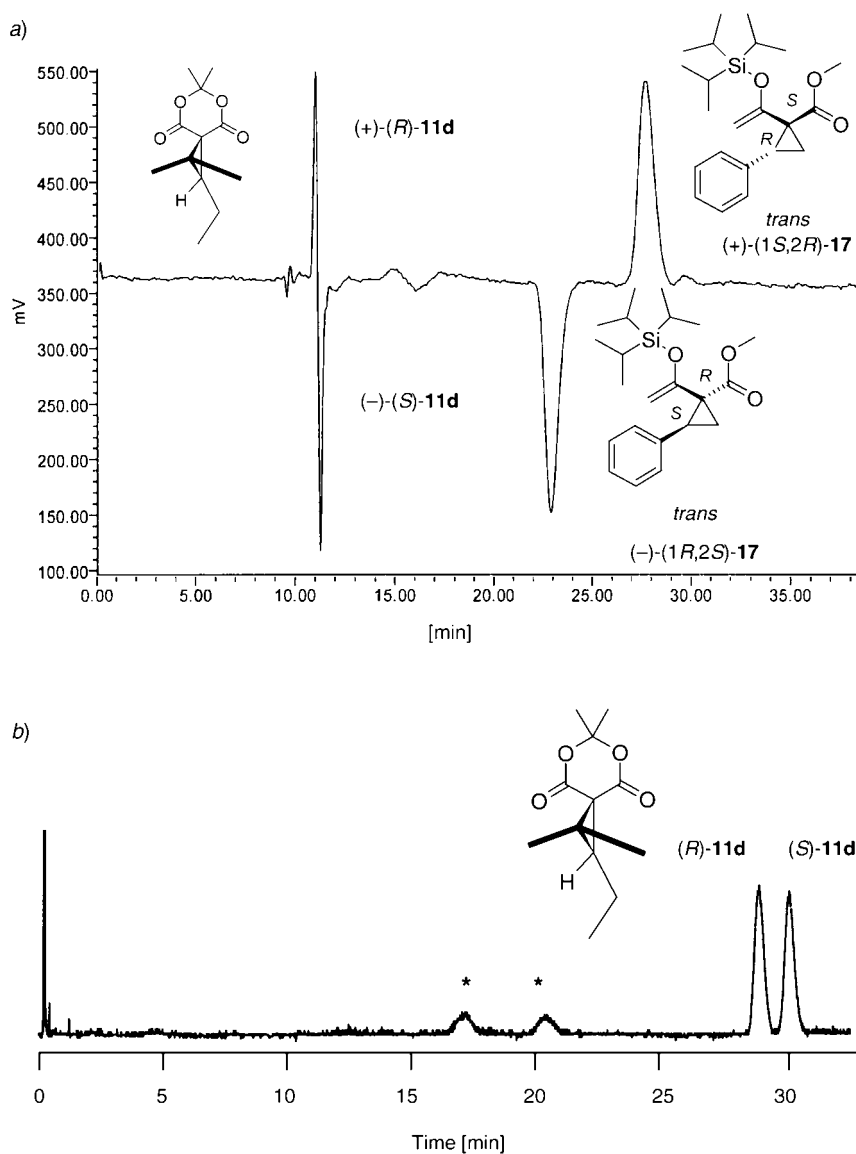 a)
550.00
500.00
450.00
400.00
350.00
300.00
250.00
200.00
150.00
100.00
mV
0.00 5.00 10.00 15.00 20.00 25.00 30.00 35.00
[min]
O O
O O
H
(+)-(R)-11d
(–)-(S)-11d
Si
O
O
O
S
R
trans
(+)-(1S,2R)-17
Si
O
O
O
R
S
trans
(–)-(1R,2S)-17
b)
O O
O O
H
(R)-11d (S)-11d
* *
0 5 10 15 20 25 30
Time [min]